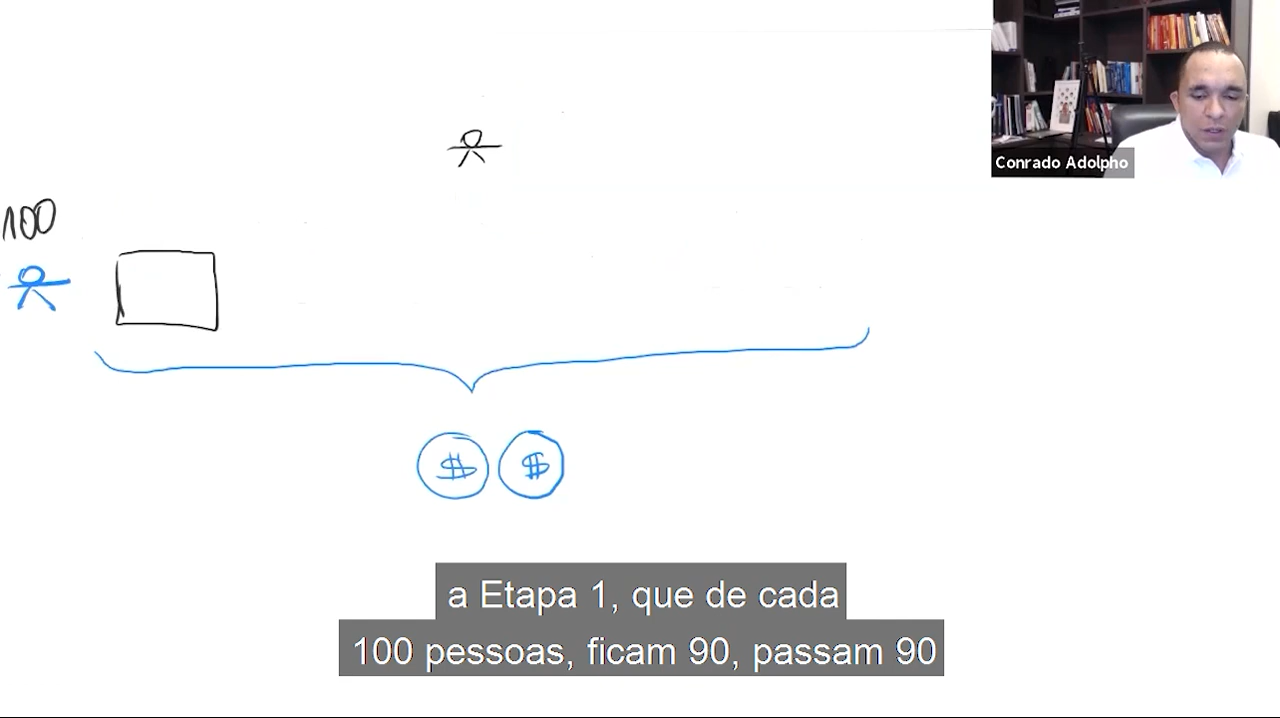 Conrado Adolpho
100
$ $
a Etapa 1, que de cada
100 pessoas, ficam 90, passam 90